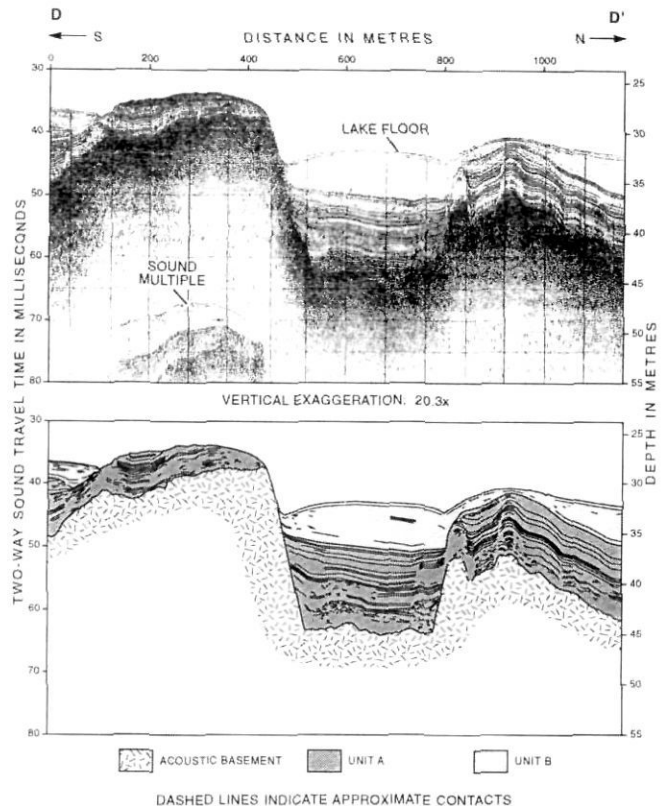 D D'
S DISTANCE IN METRES N
0 200 400 600 800 1000
30 25
40 30
50 35
60 40
70 45
80 50
55
LAKE FLOOR
SOUND
MULTIPLE
TWO-WAY SOUND TRAVEL TIME IN MILLISECONDS
DEPTH IN METRES
VERTICAL EXAGGERATION: 20.3x
30 25
40 30
50 35
60 40
70 45
80 50
55
ACOUSTIC BASEMENT UNIT A UNIT B
DASHED LINES INDICATE APPROXIMATE CONTACTS